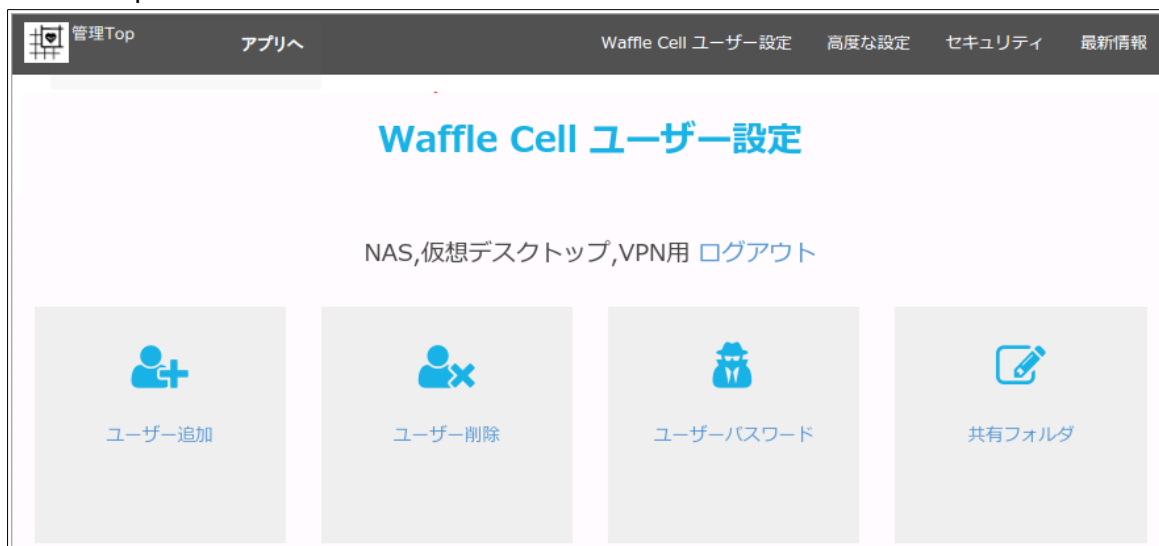 管理Top アプリへ Waffle Cell ユーザー設定 高度な設定 セキュリティ 最新情報
Waffle Cell ユーザー設定
NAS,仮想デスクトップ,VPN用 ログアウト
ユーザー追加 ユーザー削除 ユーザーパスワード 共有フォルダ